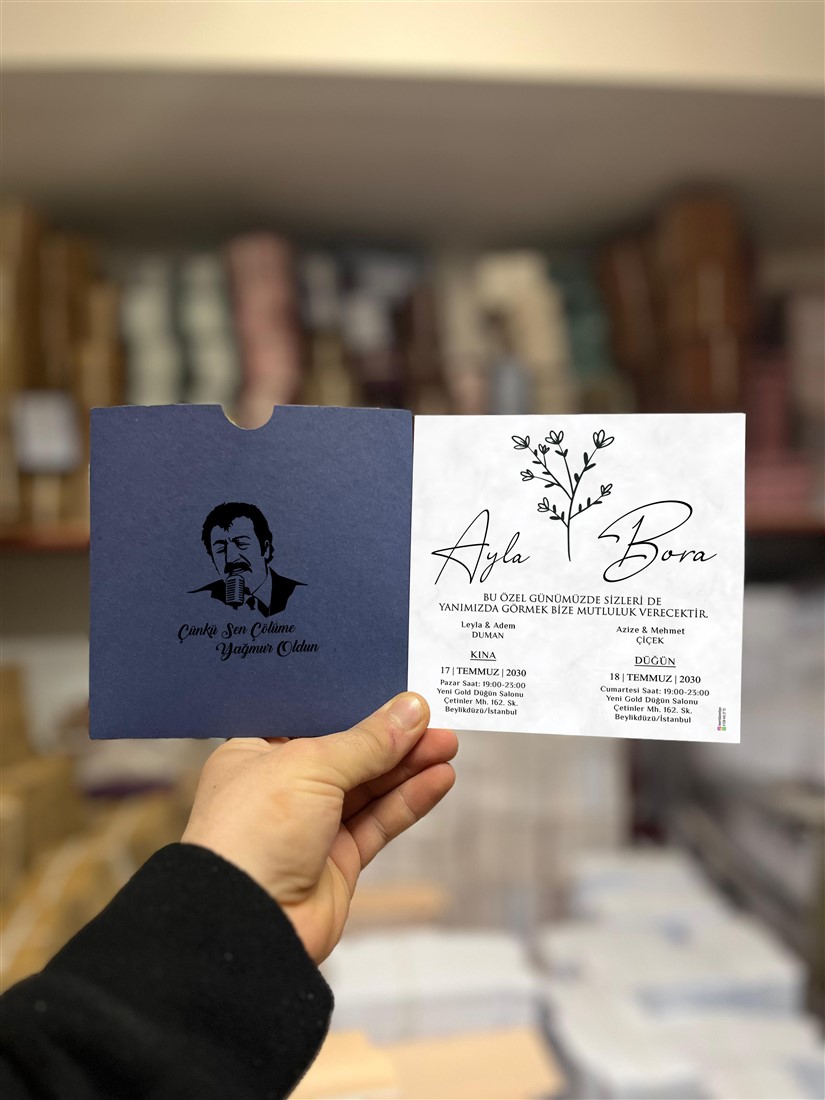 Çünkü Sen Çölüme
Yağmur Oldun
Ayla
Bora
BU ÖZEL GÜNÜMÜZDE SİZLERİ DE
YANIMIZDA GÖRMEK BİZE MUTLULUK VERECEKTİR.
Leyla & Adem
DUMAN
KINA
17 | TEMMUZ | 2030
Pazar Saat: 19:00-23:00
Yeni Gold Düğün Salonu
Çetinler Mh. 162. Sk.
Beylikdüzü/İstanbul
Azize & Mehmet
ÇİÇEK
DÜĞÜN
18 | TEMMUZ | 2030
Cumartesi Saat: 19:00-23:00
Yeni Gold Düğün Salonu
Çetinler Mh. 162. Sk.
Beylikdüzü/İstanbul